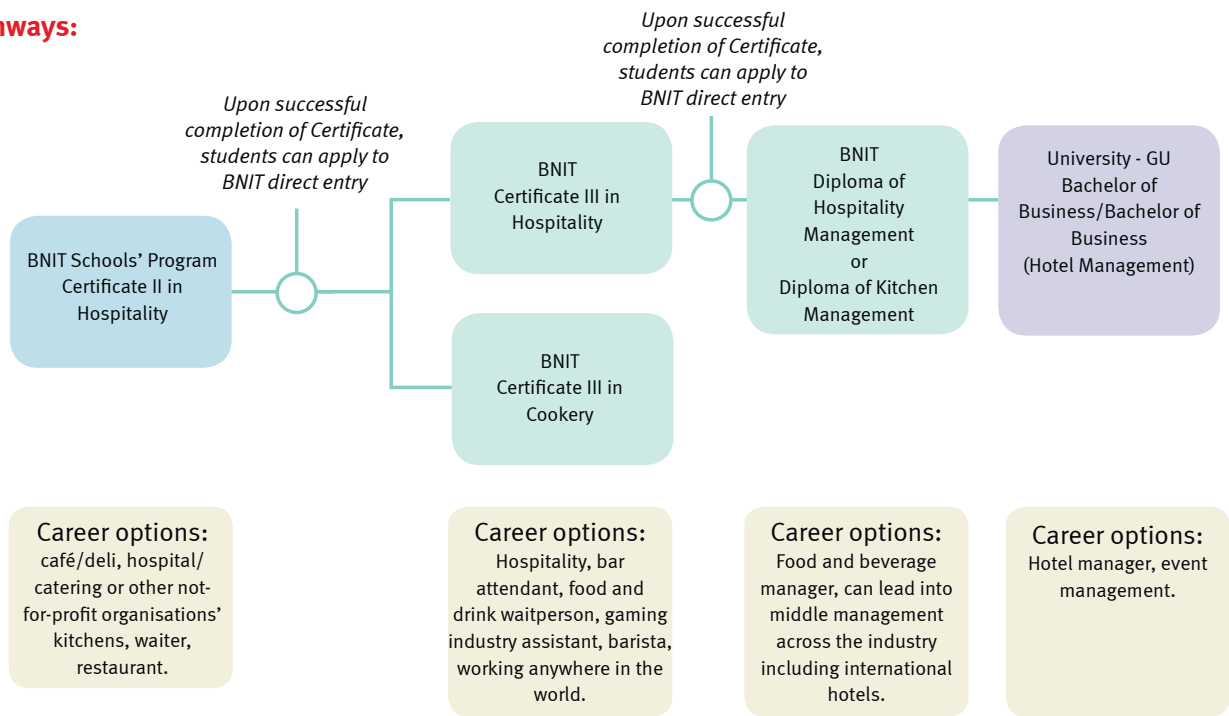 Upon successful
completion of Certificate,
students can apply to
BNIT direct entry
Upon successful
completion of Certificate,
students can apply to
BNIT direct entry
BNIT Schools’ Program
Certificate II in
Hospitality
BNIT
Certificate III in
Hospitality
BNIT
Certificate III in
Cookery
BNIT
Diploma of
Hospitality
Management
or
Diploma of Kitchen
Management
University - GU
Bachelor of
Business/Bachelor of
Business
(Hotel Management)
Career options:
café/deli, hospital/
catering or other not-
for-profit organisations’
kitchens, waiter,
restaurant.
Career options:
Hospitality, bar
attendant, food and
drink waitperson, gaming
industry assistant, barista,
working anywhere in the
world.
Career options:
Food and beverage
manager, can lead into
middle management
across the industry
including international
hotels.
Career options:
Hotel manager, event
management.